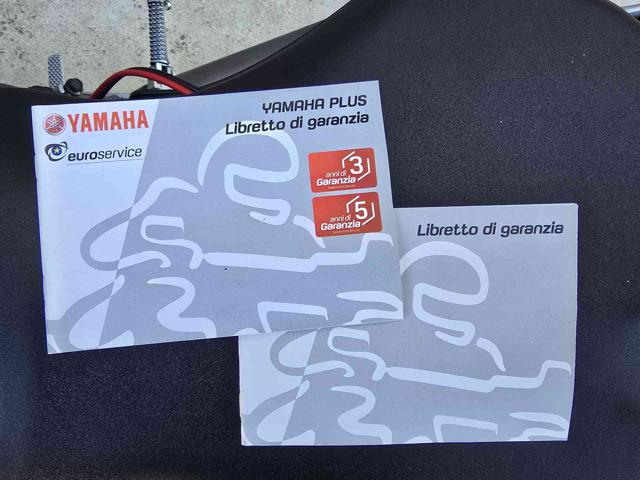 YAMAHA
euroservice
YAMAHA PLUS
Libretto di garanzia
3
anni di
Garanzia
5
anni di
Garanzia
Libretto di garanzia